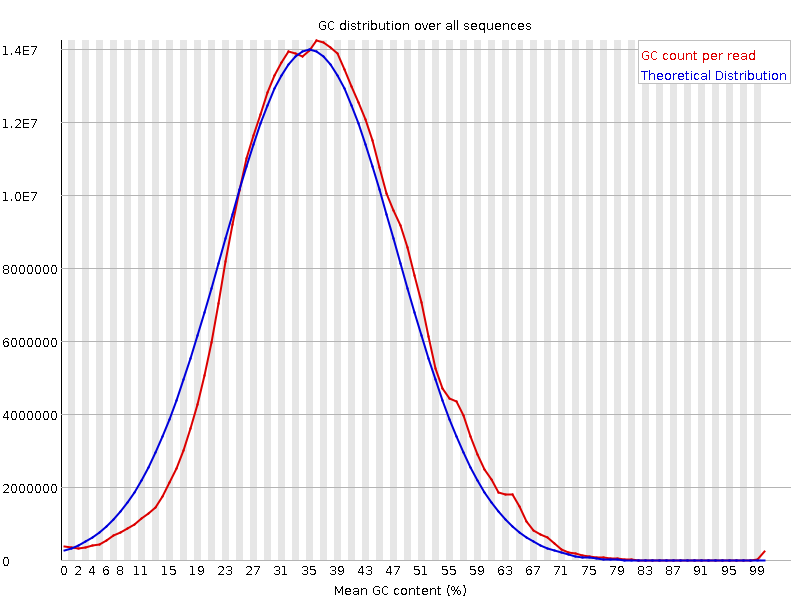 GC distribution over all sequences
GC count per read
Theoretical Distribution
1.4E7
1.2E7
1.0E7
8000000
6000000
4000000
2000000
0
0 2 4 6 8 11 15 19 23 27 31 35 39 43 47 51 55 59 63 67 71 75 79 83 87 91 95 99
Mean GC content (%)